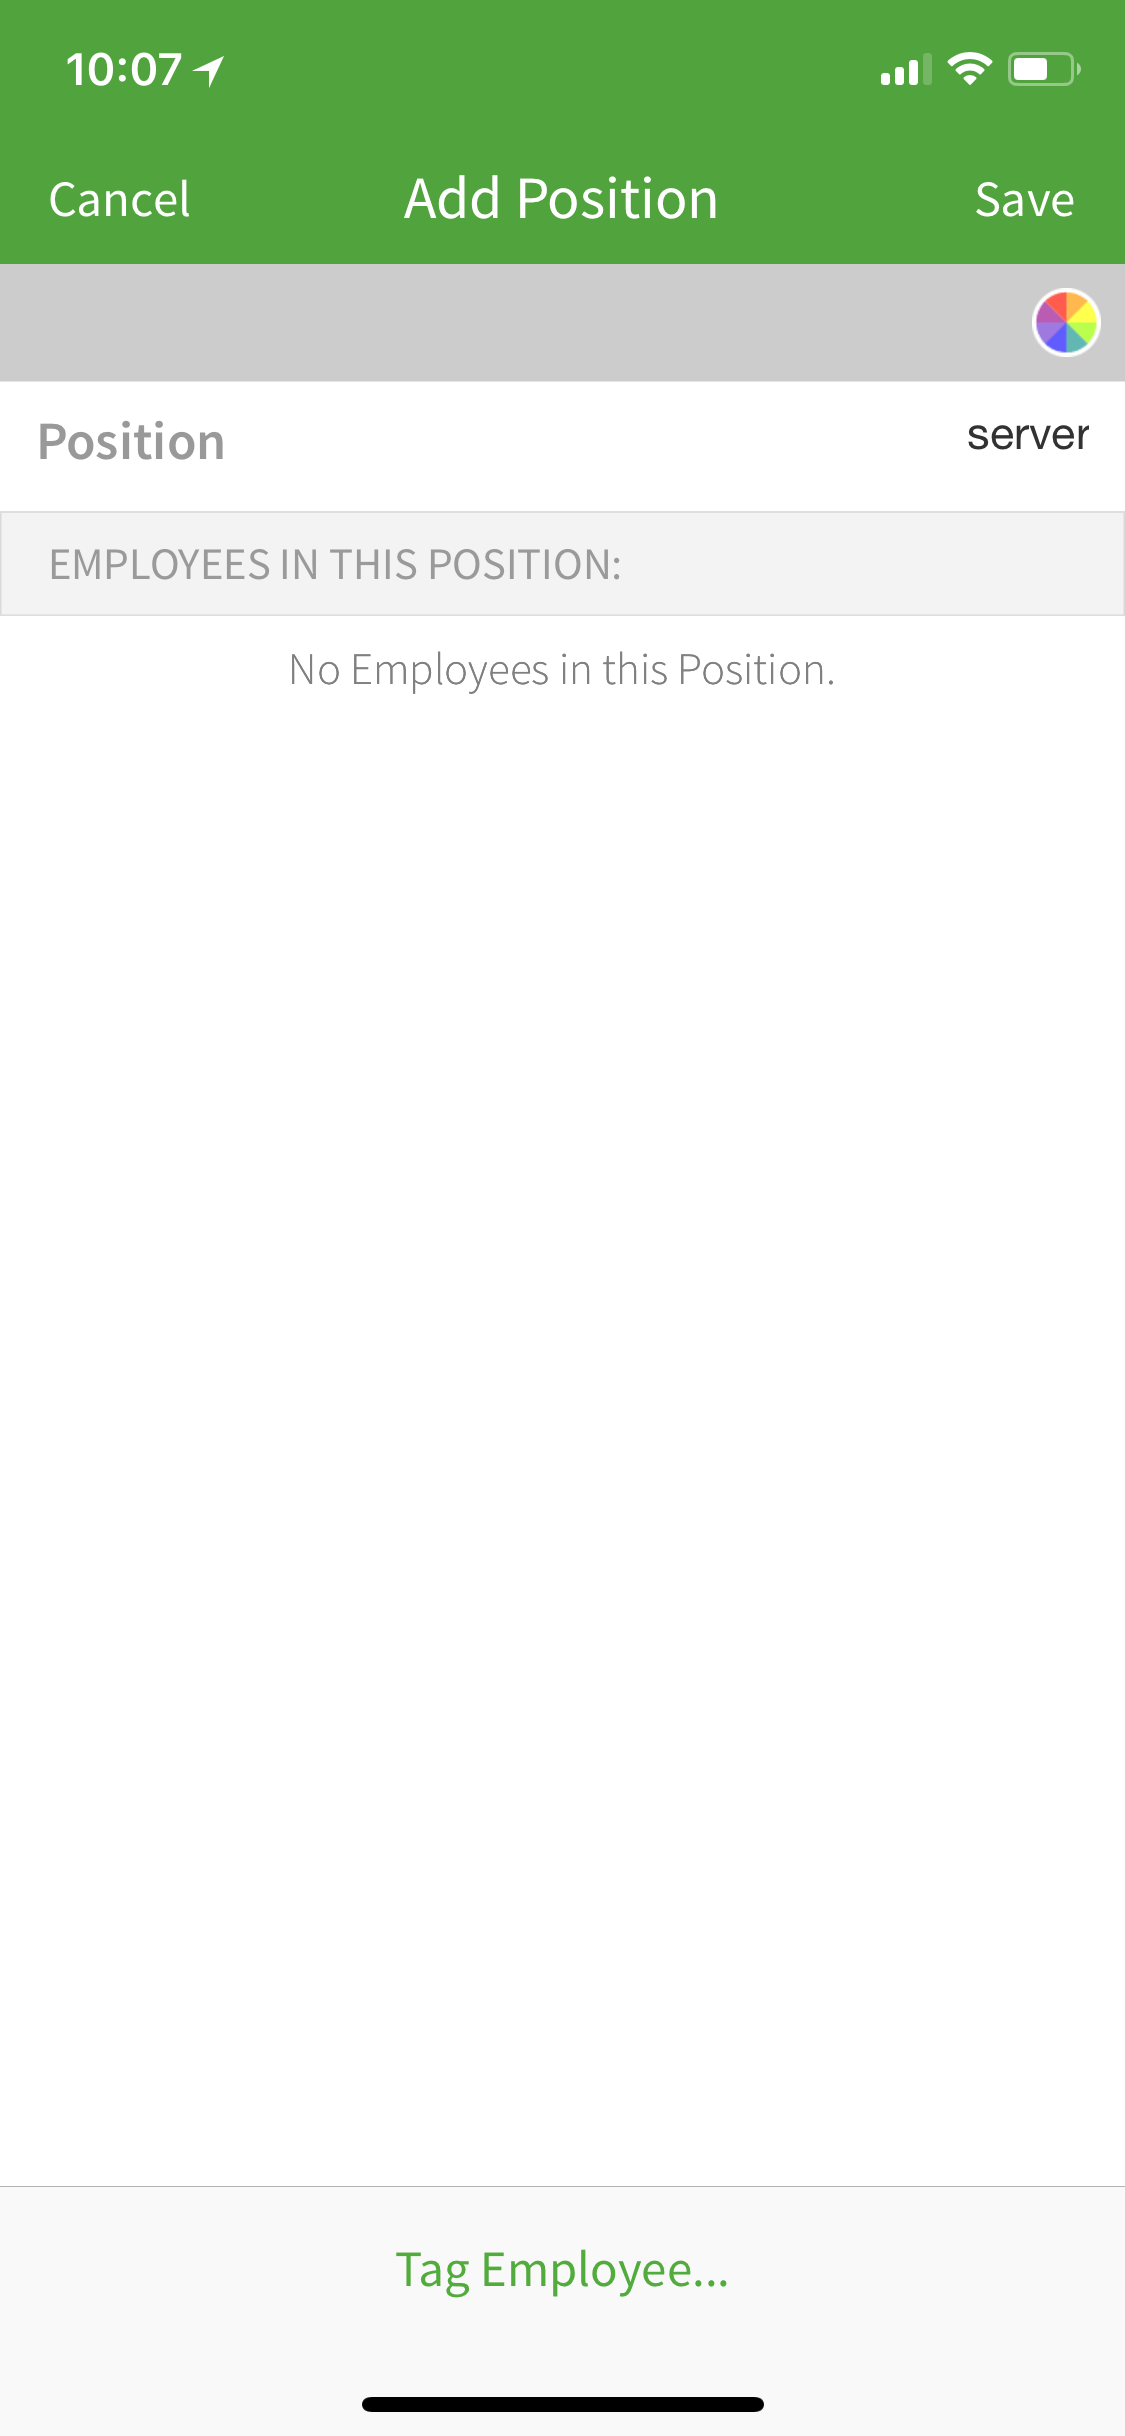 10:07
Cancel Add Position Save
Position server
EMPLOYEES IN THIS POSITION:
No Employees in this Position.
Tag Employee...